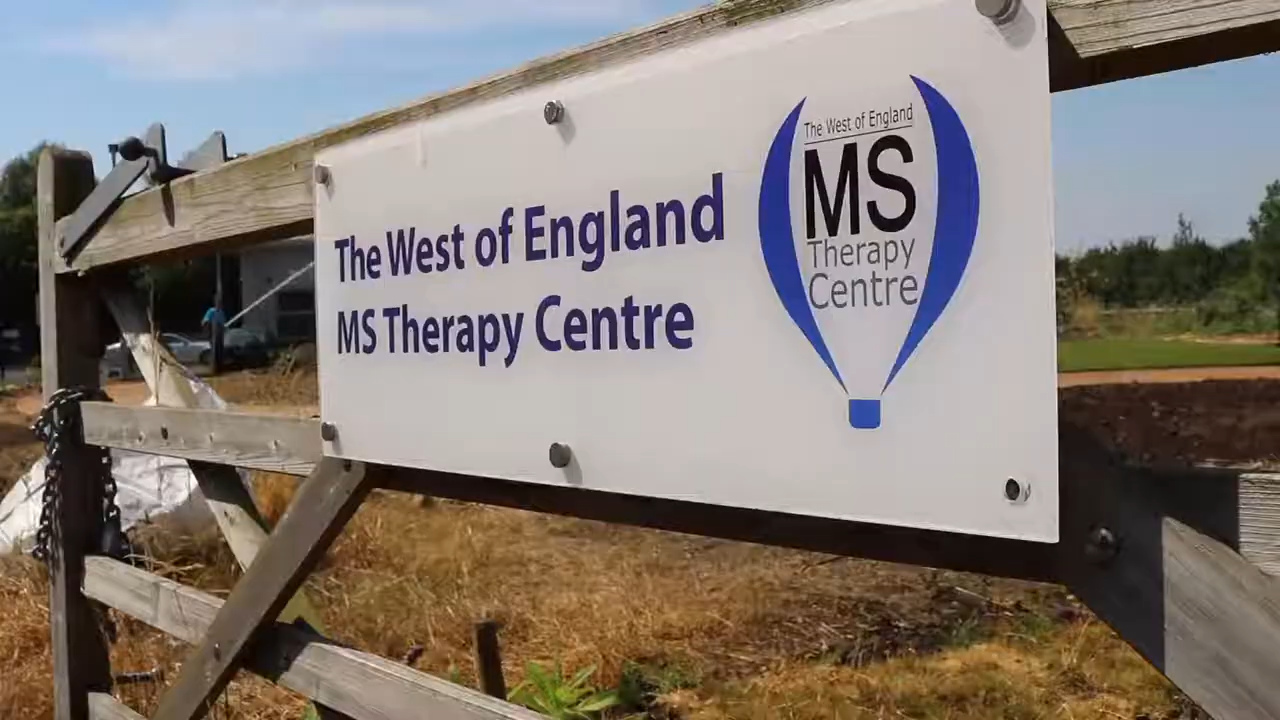 The West of England
MS Therapy Centre
The West of England
MS
Therapy
Centre